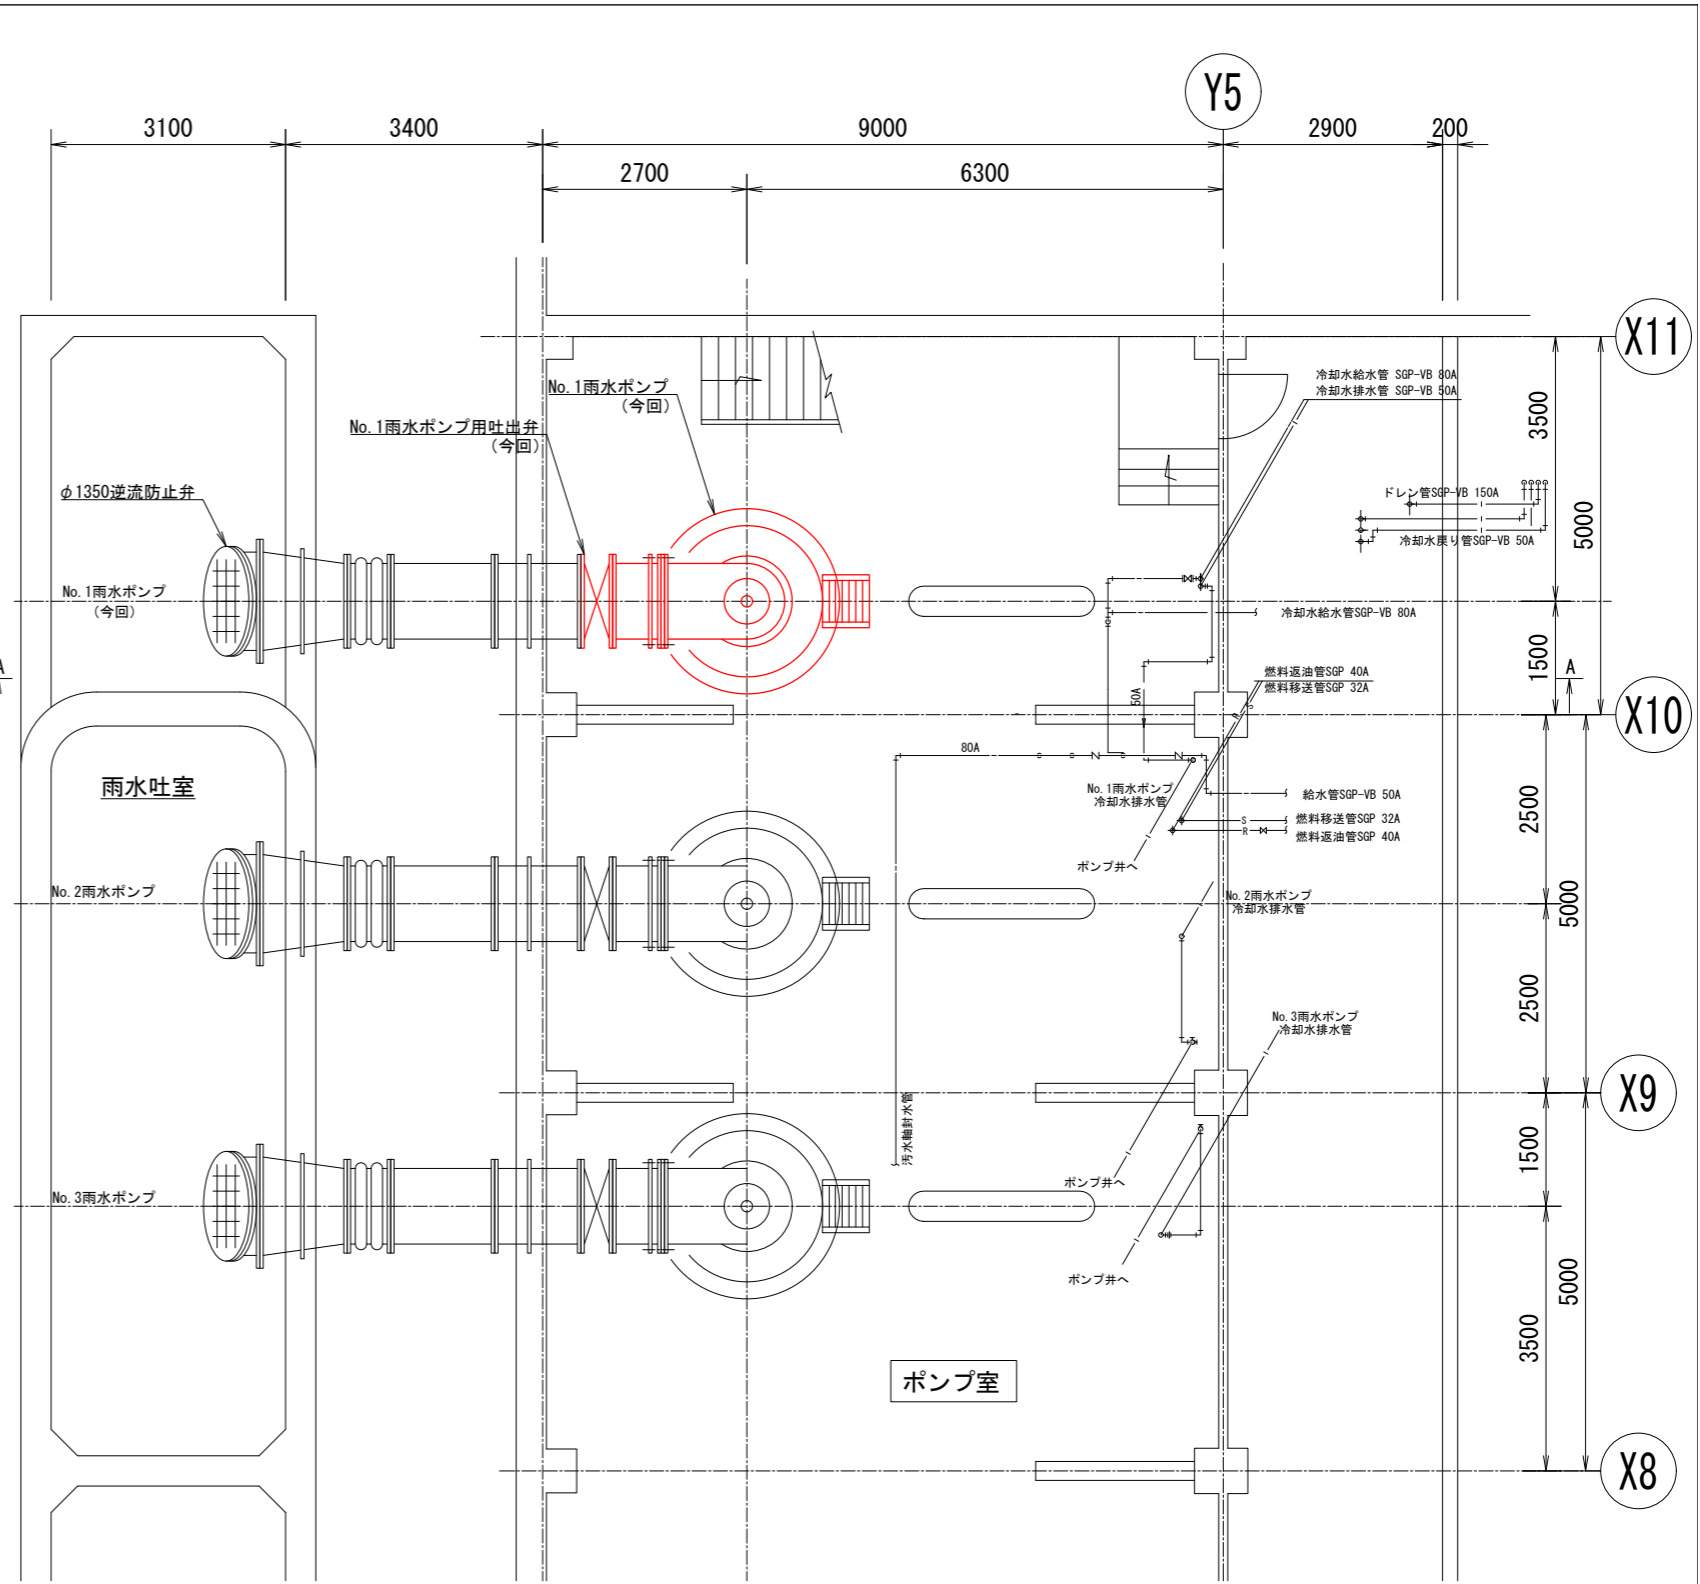 Y5
3100
3400
9000
2900
200
2700
6300
X11
冷却水給水管 SGP-VB 80A
冷却水排水管 SGP-VB 50A
No.1雨水ポンプ
(今回)
No.1雨水ポンプ用吐出弁
(今回)
3500
5000
φ1350逆流防止弁
ドレン管SGP-VB 150A
冷却水戻り管SGP-VB 50A
No.1雨水ポンプ
(今回)
冷却水給水管SGP-VB 80A
1500
A
A
燃料返油管SGP 40A
燃料移送管SGP 32A
50A
R
S
X10
80A
雨水吐室
No.1雨水ポンプ
冷却水排水管
給水管SGP-VB 50A
S
燃料移送管SGP 32A
R
燃料返油管SGP 40A
2500
ポンプ井へ
No.2雨水ポンプ
No.2雨水ポンプ
冷却水排水管
5000
2500
No.3雨水ポンプ
冷却水排水管
X9
汚水軸封水管
1500
ポンプ井へ
No.3雨水ポンプ
ポンプ井へ
5000
3500
ポンプ室
X8